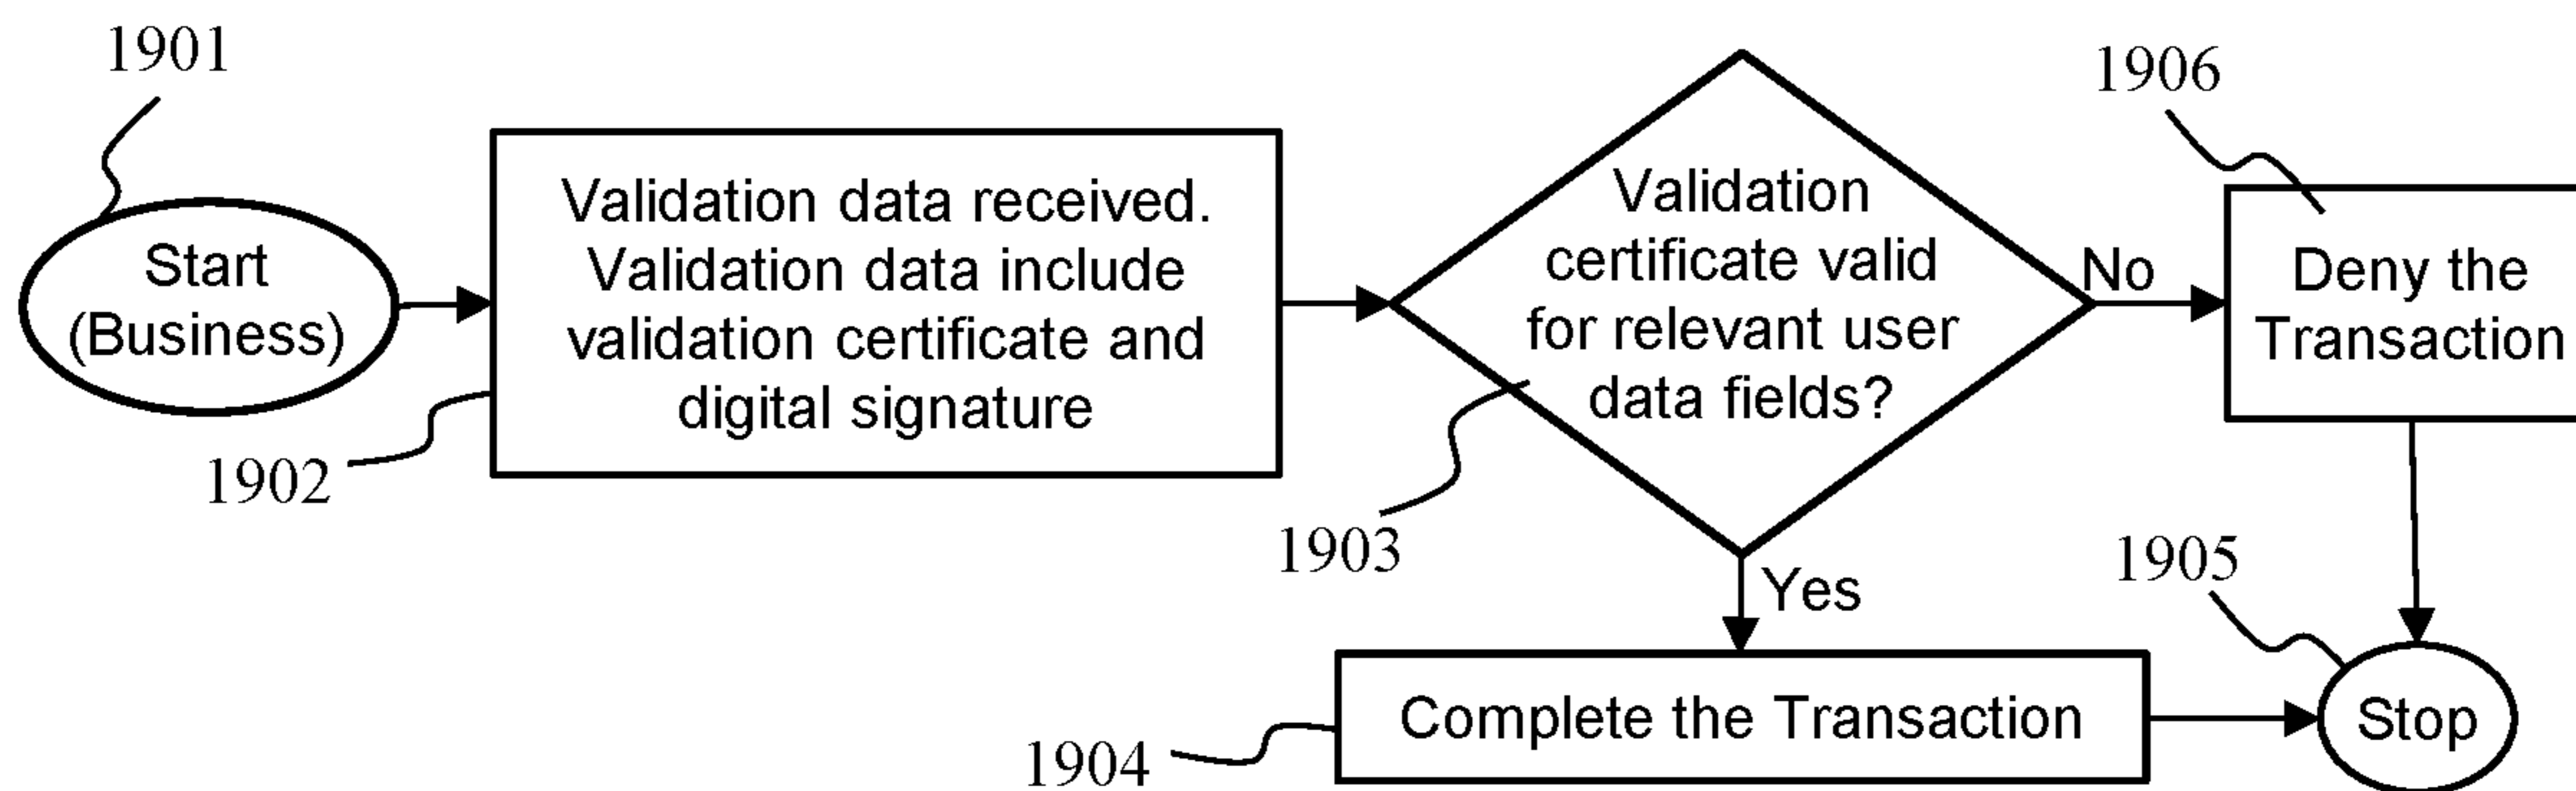 1901
Start
(Business)
1902
Validation data received.
Validation data include
validation certificate and
digital signature
1903
Validation
certificate valid
for relevant user
data fields?
No
1906
Deny the
Transaction
Yes
1904
Complete the Transaction
1905
Stop